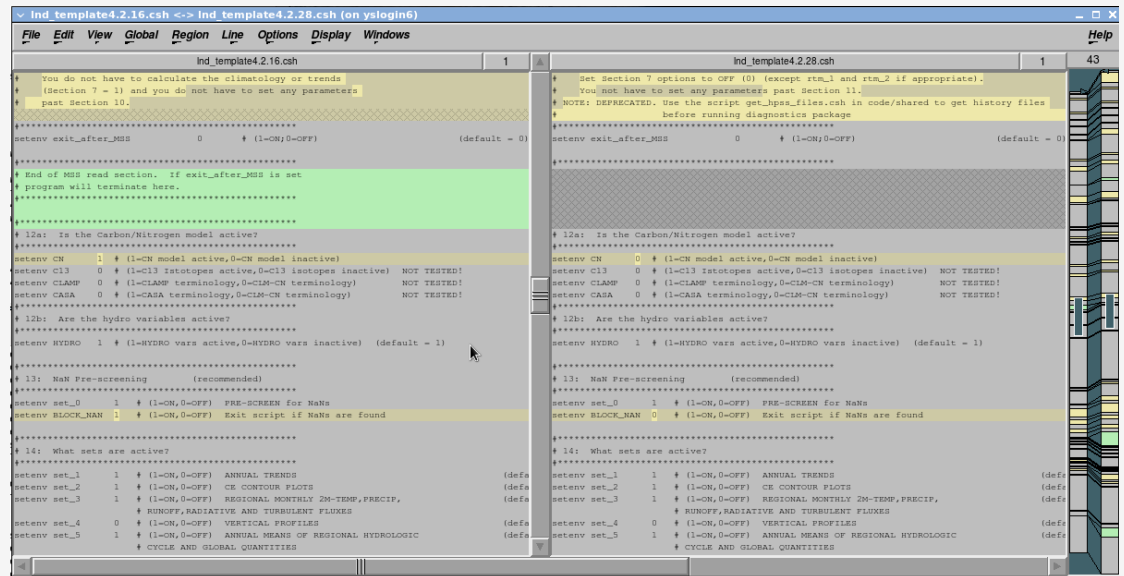 lnd_template4.2.16.csh <-> lnd_template4.2.28.csh (on yslogin6)
File Edit View Global Region Line Options Display Windows Help
lnd_template4.2.16.csh 1
# You do not have to calculate the climatology or trends
# (Section 7 = 1) and you do not have to set any parameters
# past Section 10.
#**************************************
setenv exit_after_MSS 0 # (1=ON;0=OFF) (default = 0)
#**************************************
# End of MSS read section. If exit_after_MSS is set
# program will terminate here.
#**************************************
#**************************************
# 12a: Is the Carbon/Nitrogen model active?
#**************************************
setenv CN 1 # (1=CN model active,0=CN model inactive)
setenv C13 0 # (1=C13 Istotopes active,0=C13 isotopes inactive) NOT TESTED!
setenv CLAMP 0 # (1=CLAMP terminology,0=CLM-CN terminology) NOT TESTED!
setenv CASA 0 # (1=CASA terminology,0=CLM-CN terminology) NOT TESTED!
#**************************************
# 12b: Are the hydro variables active?
#**************************************
setenv HYDRO 1 # (1=HYDRO vars active,0=HYDRO vars inactive) (default = 1)
#**************************************
# 13: NaN Pre-screening (recommended)
#**************************************
setenv set_0 1 # (1=ON,0=OFF) PRE-SCREEN for NaNs
setenv BLOCK_NAN 1 # (1=ON,0=OFF) Exit script if NaNs are found
#**************************************
# 14: What sets are active?
#**************************************
setenv set_1 1 # (1=ON,0=OFF) ANNUAL TRENDS (defa
setenv set_2 1 # (1=ON,0=OFF) CE CONTOUR PLOTS (defa
setenv set_3 1 # (1=ON,0=OFF) REGIONAL MONTHLY 2M-TEMP,PRECIP, (defa
# RUNOFF,RADIATIVE AND TURBULENT FLUXES
setenv set_4 0 # (1=ON,0=OFF) VERTICAL PROFILES (defa
setenv set_5 1 # (1=ON,0=OFF) ANNUAL MEANS OF REGIONAL HYDROLOGIC (defa
# CYCLE AND GLOBAL QUANTITIES
lnd_template4.2.28.csh 1 43
# Set Section 7 options to OFF (0) (except rtm_1 and rtm_2 if appropriate).
# You not have to set any parameters past Section 11.
# NOTE: DEPRECATED. Use the script get_hpss_files.csh in code/shared to get history files
# before running diagnostics package
#**************************************
setenv exit_after_MSS 0 # (1=ON;0=OFF) (default = 0)
#**************************************
# 12a: Is the Carbon/Nitrogen model active?
#**************************************
setenv CN 0 # (1=CN model active,0=CN model inactive)
setenv C13 0 # (1=C13 Istotopes active,0=C13 isotopes inactive) NOT TESTED!
setenv CLAMP 0 # (1=CLAMP terminology,0=CLM-CN terminology) NOT TESTED!
setenv CASA 0 # (1=CASA terminology,0=CLM-CN terminology) NOT TESTED!
#**************************************
# 12b: Are the hydro variables active?
#**************************************
setenv HYDRO 1 # (1=HYDRO vars active,0=HYDRO vars inactive) (default = 1)
#**************************************
# 13: NaN Pre-screening (recommended)
#**************************************
setenv set_0 1 # (1=ON,0=OFF) PRE-SCREEN for NaNs
setenv BLOCK_NAN 0 # (1=ON,0=OFF) Exit script if NaNs are found
#**************************************
# 14: What sets are active?
#**************************************
setenv set_1 1 # (1=ON,0=OFF) ANNUAL TRENDS (defa
setenv set_2 1 # (1=ON,0=OFF) CE CONTOUR PLOTS (defa
setenv set_3 1 # (1=ON,0=OFF) REGIONAL MONTHLY 2M-TEMP,PRECIP, (defa
# RUNOFF,RADIATIVE AND TURBULENT FLUXES
setenv set_4 0 # (1=ON,0=OFF) VERTICAL PROFILES (defa
setenv set_5 1 # (1=ON,0=OFF) ANNUAL MEANS OF REGIONAL HYDROLOGIC (defa
# CYCLE AND GLOBAL QUANTITIES